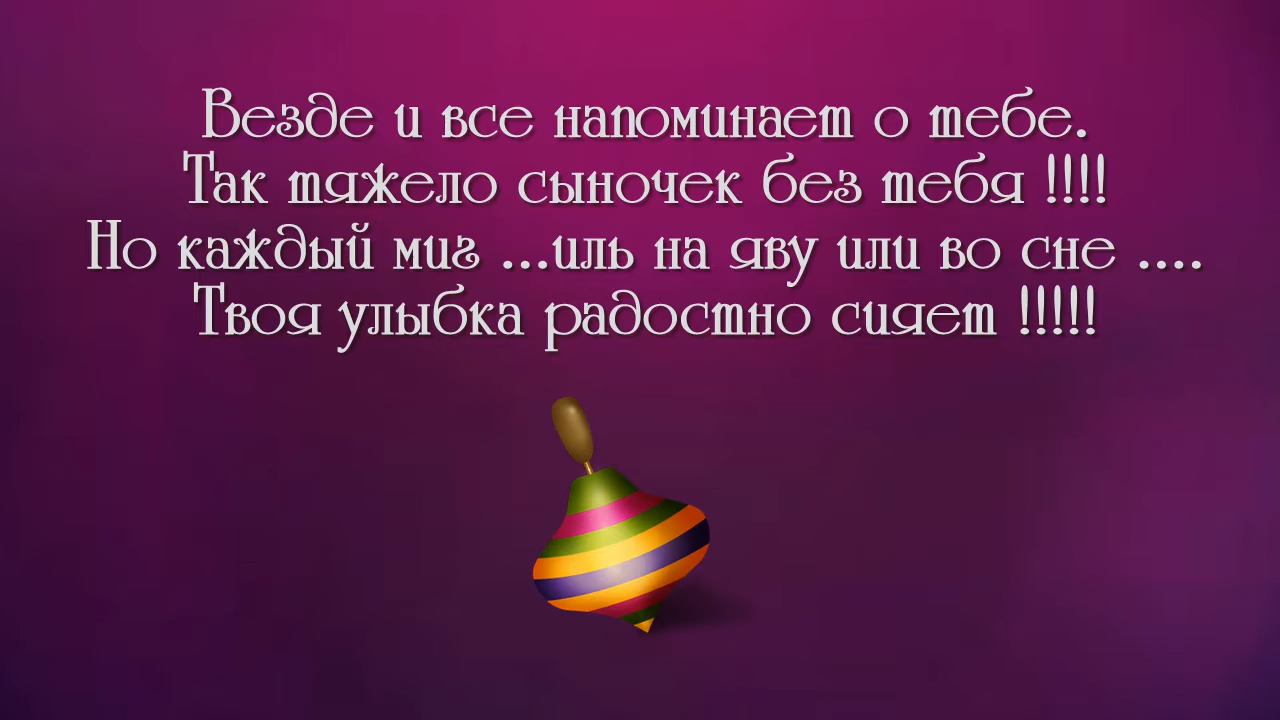 Везде и все напоминает о тебе.
Так тяжело сыночек без тебя !!!!
Но каждый миг ...иль на яву или во сне ....
Твоя улыбка радостно сияет !!!!!